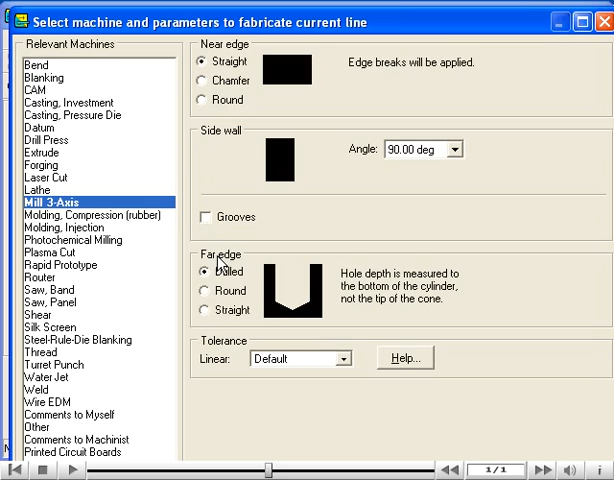 Select machine and parameters to fabricate current line
Relevant Machines
Bend
Blanking
CAM
Casting, Investment
Casting, Pressure Die
Datum
Drill Press
Extrude
Forging
Laser Cut
Lathe
Mill 3-Axis
Molding, Compression (rubber)
Molding, Injection
Photochemical Milling
Plasma Cut
Rapid Prototype
Router
Saw, Band
Saw, Panel
Shear
Silk Screen
Steel-Rule-Die Blanking
Thread
Turret Punch
Water Jet
Weld
Wire EDM
Comments to Myself
Other
Comments to Machinist
Printed Circuit Boards
Near edge
Straight
Chamfer
Round
Edge breaks will be applied.
Side wall
Angle: 90.00 deg
Grooves
Far edge
Drilled
Round
Straight
Hole depth is measured to
the bottom of the cylinder,
not the tip of the cone.
Tolerance
Linear: Default
Help...
1/1